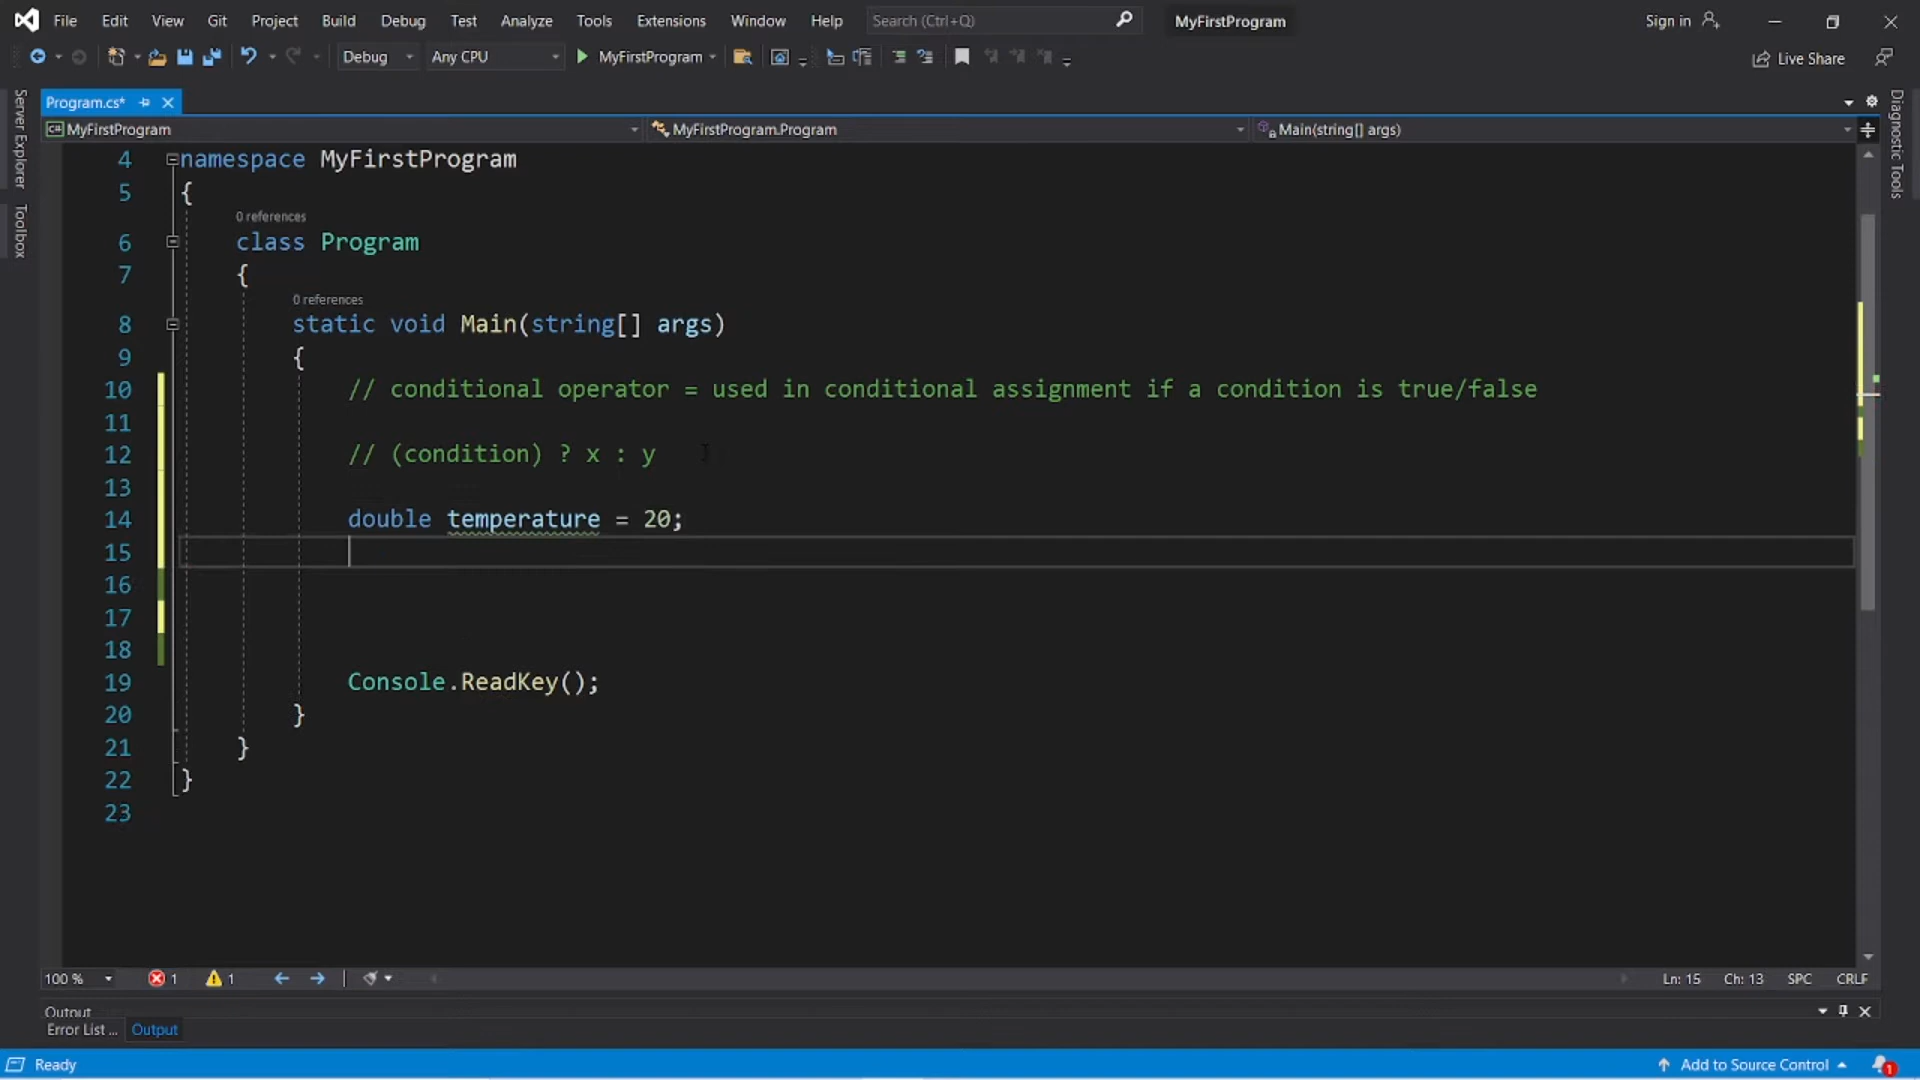 File Edit View Git Project Build Debug Test Analyze Tools Extensions Window Help Search (Ctrl+Q) MyFirstProgram Sign in
Debug Any CPU MyFirstProgram Live Share
Server Explorer
Toolbox
Diagnostic Tools
Program.cs*
MyFirstProgram MyFirstProgram.Program Main(string[] args)
4 namespace MyFirstProgram
5 {
0 references
6 class Program
7 {
0 references
8 static void Main(string[] args)
9 {
10 // conditional operator = used in conditional assignment if a condition is true/false
11
12 // (condition) ? x : y
13
14 double temperature = 20;
15
16
17
18
19 Console.ReadKey();
20 }
21 }
22 }
23
100 % 1 1 Ln: 15 Ch: 13 SPC CRLF
Output
Error List ... Output
Ready Add to Source Control 1